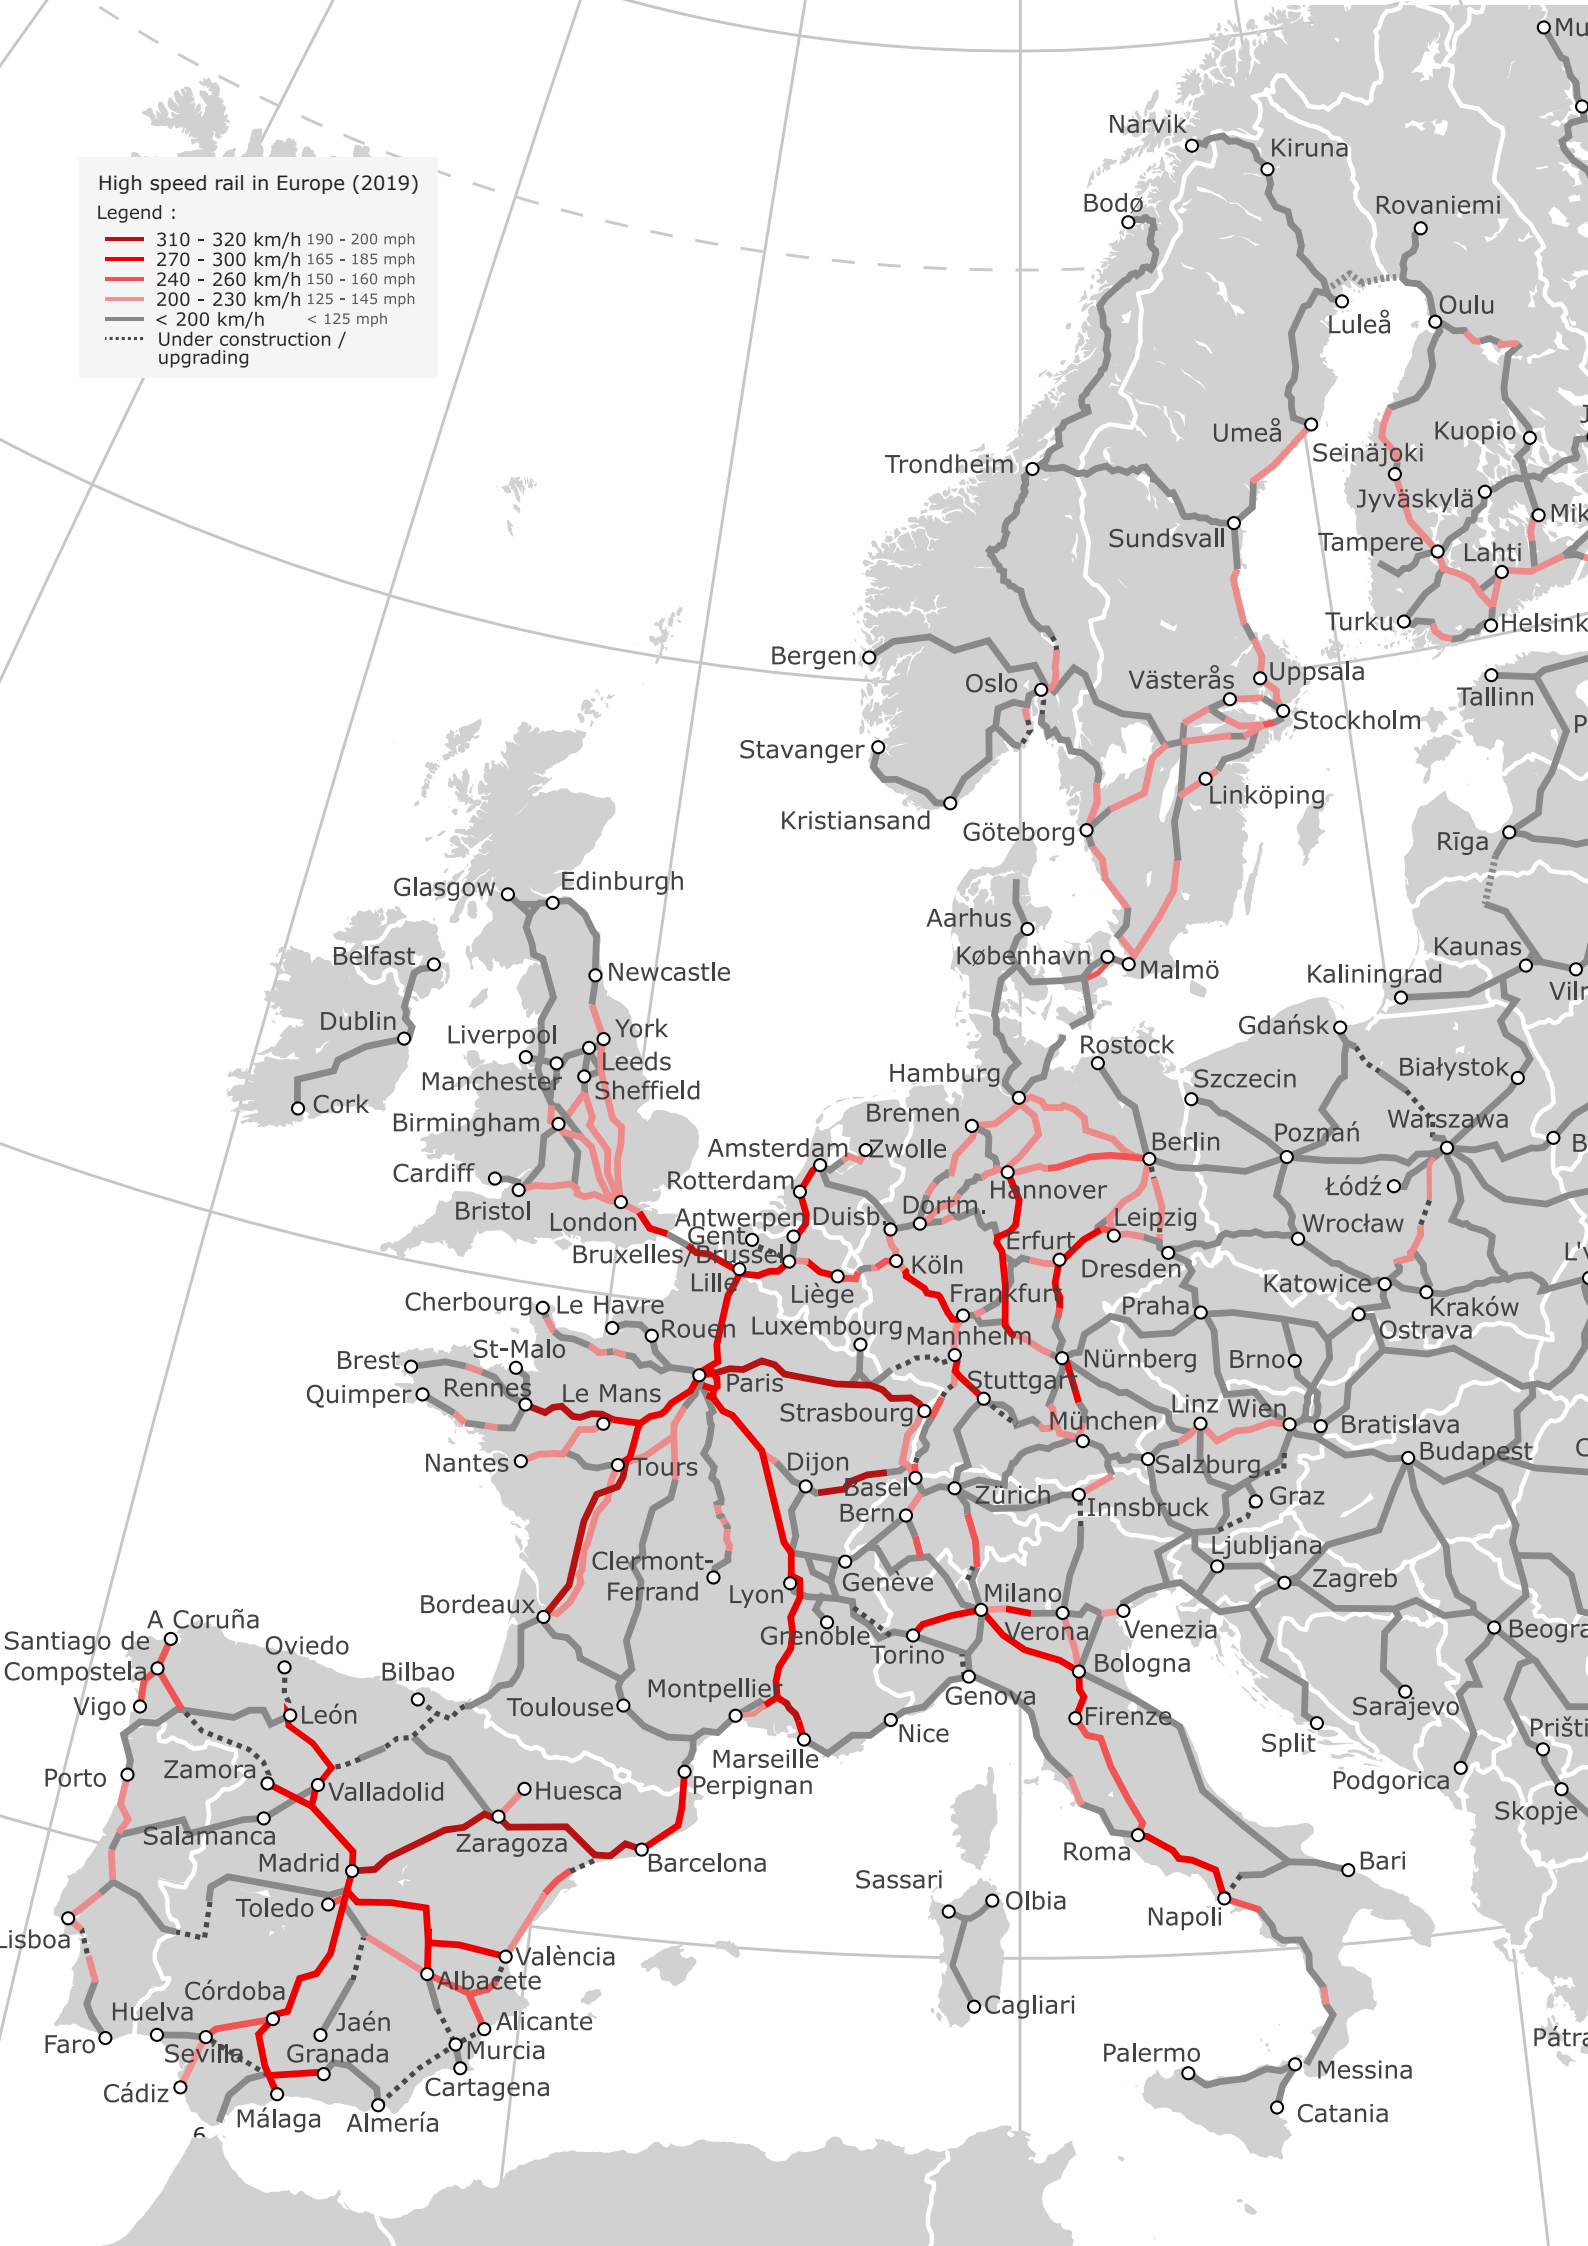 High speed rail in Europe (2019)
Legend :
310 - 320 km/h 190 - 200 mph
270 - 300 km/h 165 - 185 mph
240 - 260 km/h 150 - 160 mph
200 - 230 km/h 125 - 145 mph
< 200 km/h < 125 mph
Under construction /
upgrading
Mu
Narvik
Kiruna
Bodø
Rovaniemi
Luleå
Oulu
Umeå
Kuopio
J
Seinäjoki
Trondheim
Jyväskylä
Mik
Sundsvall
Tampere
Lahti
Turku
Helsink
Bergen
Oslo
Västerås
Uppsala
Tallinn
Stockholm
P
Stavanger
Linköping
Kristiansand
Göteborg
Rīga
Glasgow
Edinburgh
Aarhus
København
Malmö
Kaunas
Kaliningrad
Viln
Belfast
Newcastle
Dublin
Liverpool
York
Leeds
Manchester
Sheffield
Gdańsk
Rostock
Białystok
Hamburg
Szczecin
Cork
Birmingham
Bremen
Warszawa
Amsterdam
Zwolle
Berlin
Poznań
B
Cardiff
Rotterdam
Hannover
Łódź
Bristol
London
Antwerpen
Duisb.
Dortm.
Leipzig
Wrocław
Gent
Bruxelles/Brussel
Erfurt
L'v
Lille
Liège
Köln
Dresden
Katowice
Cherbourg
Le Havre
Frankfurt
Praha
Kraków
Rouen
Luxembourg
Mannheim
Ostrava
St-Malo
Brest
Paris
Nürnberg
Brno
Quimper
Rennes
Le Mans
Stuttgart
Strasbourg
München
Linz
Wien
Bratislava
Budapest
C
Nantes
Tours
Dijon
Basel
Zürich
Salzburg
Bern
Innsbruck
Graz
Clermont-
Ferrand
Lyon
Genève
Ljubljana
Zagreb
Bordeaux
Milano
A Coruña
Grenoble
Torino
Verona
Venezia
Beogra
Santiago de
Compostela
Oviedo
Bilbao
Bologna
Vigo
León
Toulouse
Montpellier
Genova
Sarajevo
Nice
Firenze
Split
Prišti
Marseille
Porto
Zamora
Valladolid
Huesca
Perpignan
Podgorica
Salamanca
Zaragoza
Skopje
Madrid
Barcelona
Roma
Bari
Sassari
Toledo
Olbia
Napoli
Lisboa
València
Albacete
Córdoba
Huelva
Jaén
Alicante
Cagliari
Faro
Sevilla
Granada
Murcia
Pátra
Cádiz
Cartagena
Palermo
Messina
Málaga
Almería
Catania
6